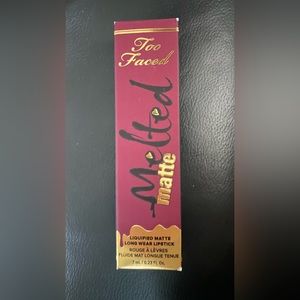 Too
Faced
Melted
matte
LIQUIFIED MATTE
LONG WEAR LIPSTICK
ROUGE À LÈVRES
FLUIDE MAT LONGUE TENUE
7 mL / 0.23 fl. Oz.